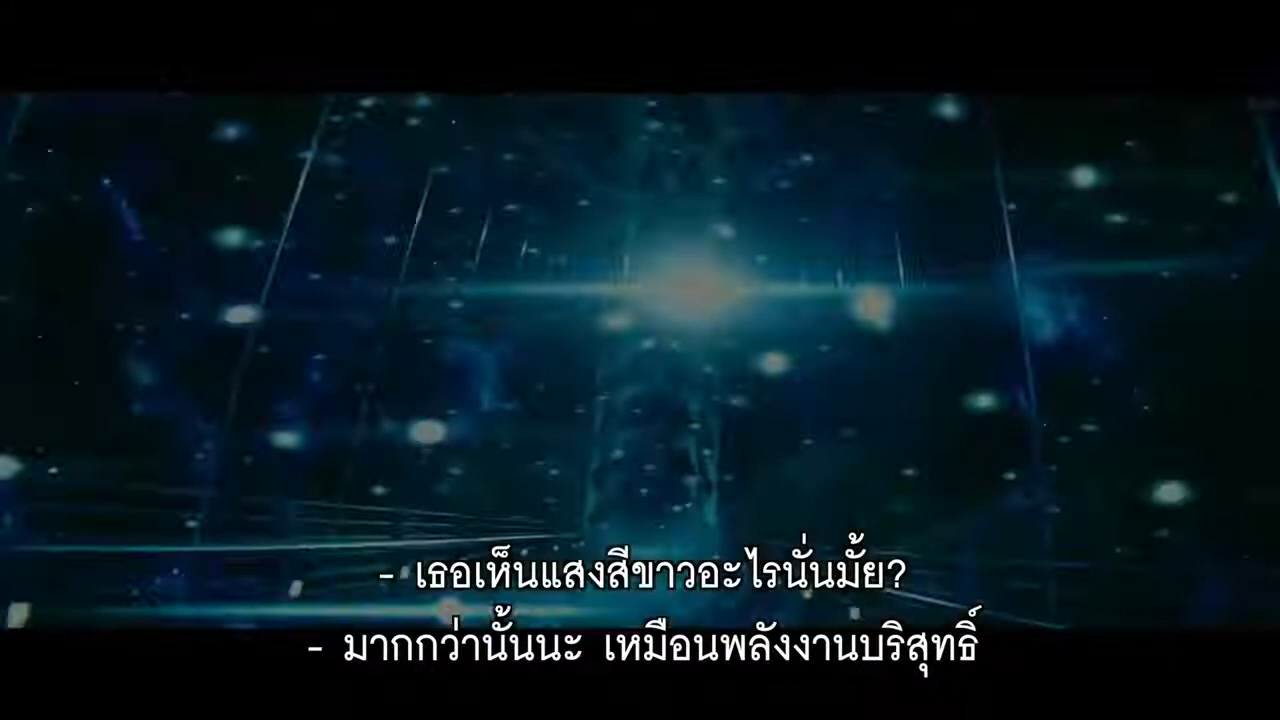 - เธอเห็นแสงสีขาวอะไรนั่นมั้ย?
- มากกว่านั้นนะ เหมือนพลังงานบริสุทธิ์